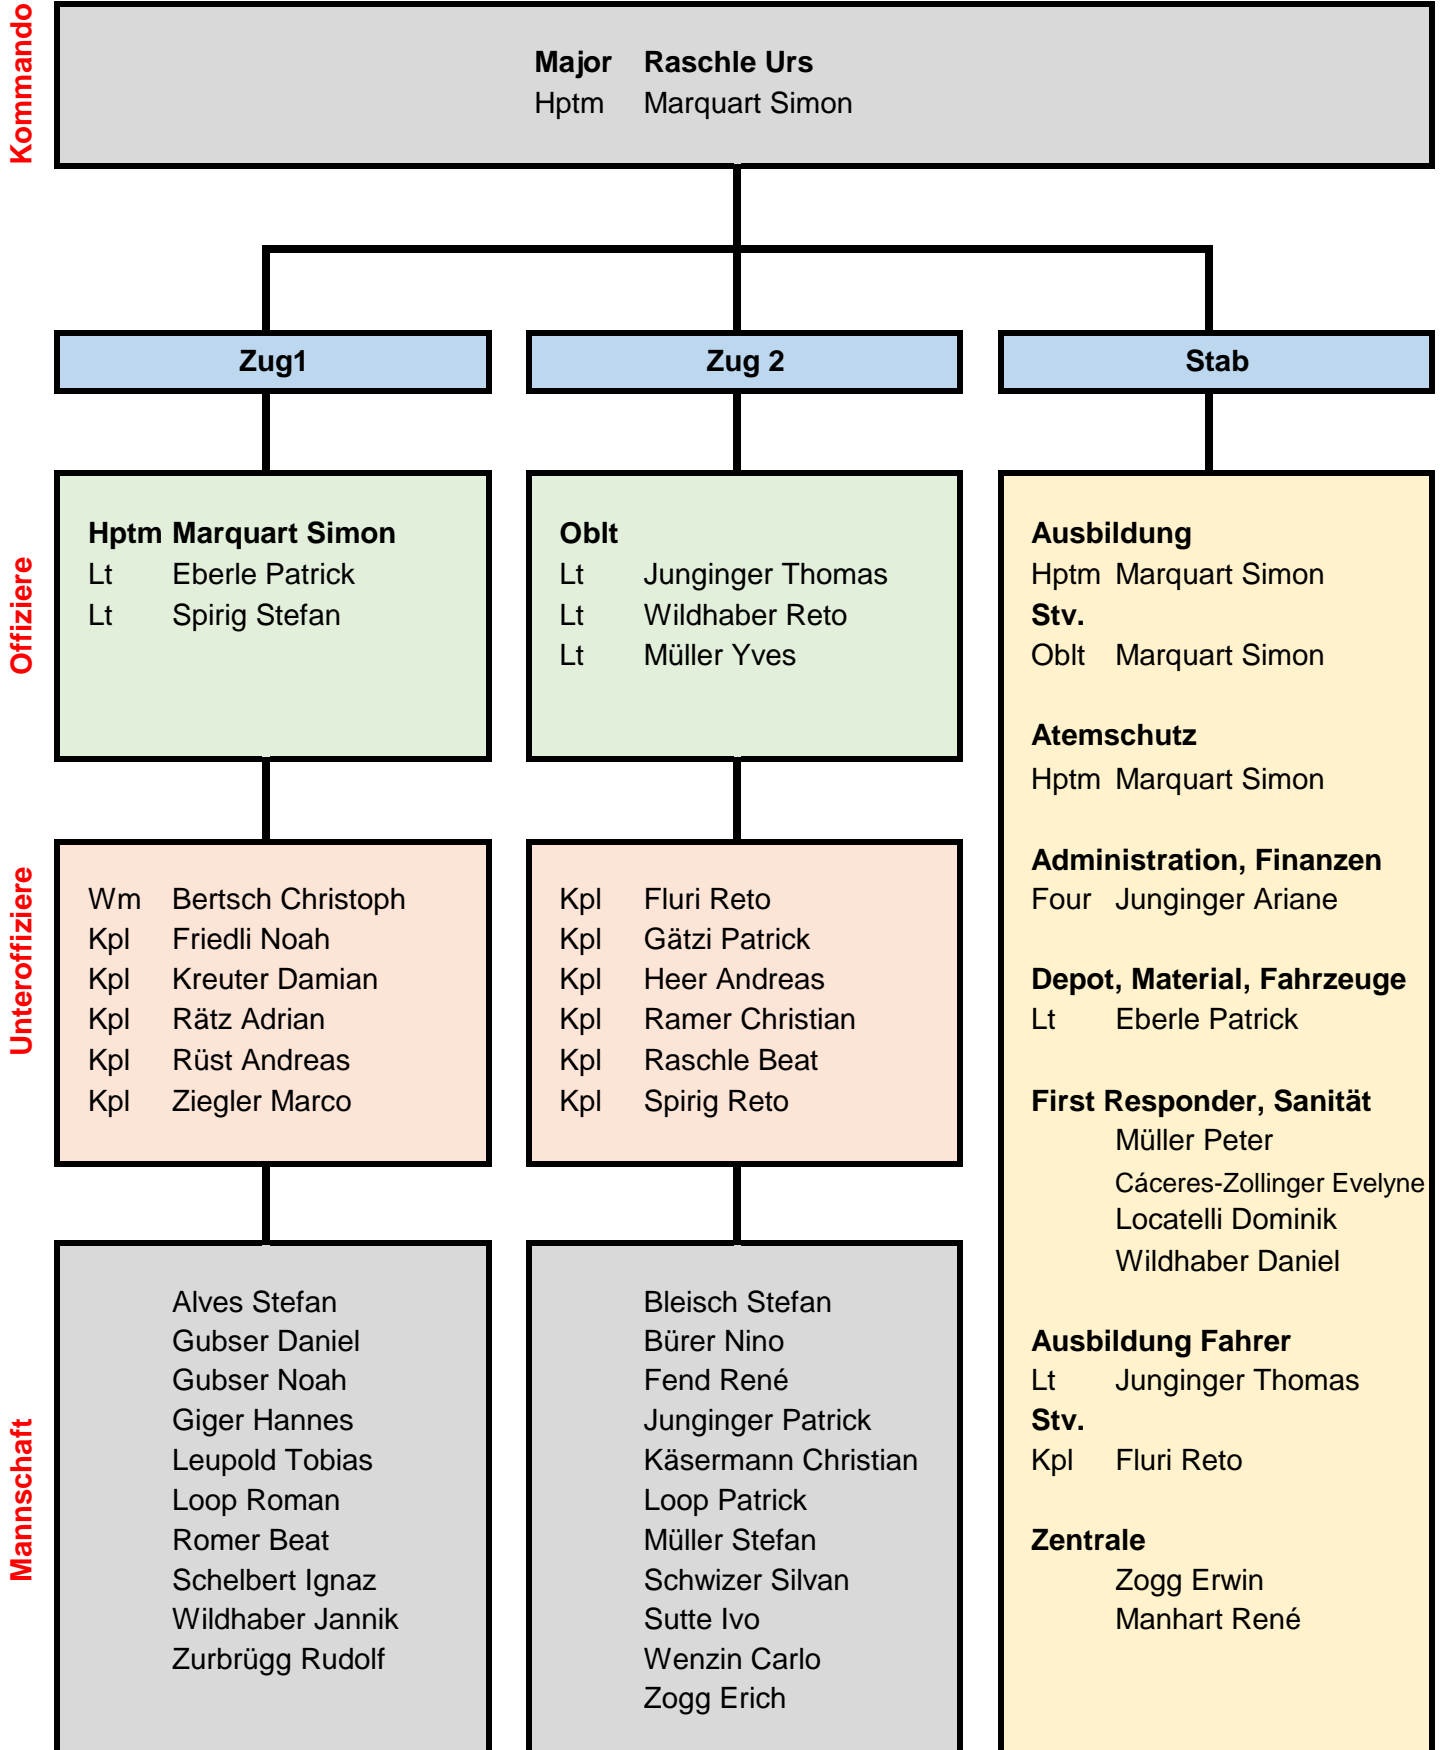 Kommando
Major Raschle Urs
Hptm Marquart Simon
Zug1
Zug 2
Stab
Offiziere
Hptm Marquart Simon
Lt Eberle Patrick
Lt Spirig Stefan
Oblt
Lt Junginger Thomas
Lt Wildhaber Reto
Lt Müller Yves
Unteroffiziere
Wm Bertsch Christoph
Kpl Friedli Noah
Kpl Kreuter Damian
Kpl Rätz Adrian
Kpl Rüst Andreas
Kpl Ziegler Marco
Kpl Fluri Reto
Kpl Gätzi Patrick
Kpl Heer Andreas
Kpl Ramer Christian
Kpl Raschle Beat
Kpl Spirig Reto
Mannschaft
Alves Stefan
Gubser Daniel
Gubser Noah
Giger Hannes
Leupold Tobias
Loop Roman
Romer Beat
Schelbert Ignaz
Wildhaber Jannik
Zurbrügg Rudolf
Bleisch Stefan
Bürer Nino
Fend René
Junginger Patrick
Käsermann Christian
Loop Patrick
Müller Stefan
Schwizer Silvan
Sutte Ivo
Wenzin Carlo
Zogg Erich
Ausbildung
Hptm Marquart Simon
Stv.
Oblt Marquart Simon
Atemschutz
Hptm Marquart Simon
Administration, Finanzen
Four Junginger Ariane
Depot, Material, Fahrzeuge
Lt Eberle Patrick
First Responder, Sanität
Müller Peter
Cáceres-Zollinger Evelyne
Locatelli Dominik
Wildhaber Daniel
Ausbildung Fahrer
Lt Junginger Thomas
Stv.
Kpl Fluri Reto
Zentrale
Zogg Erwin
Manhart René